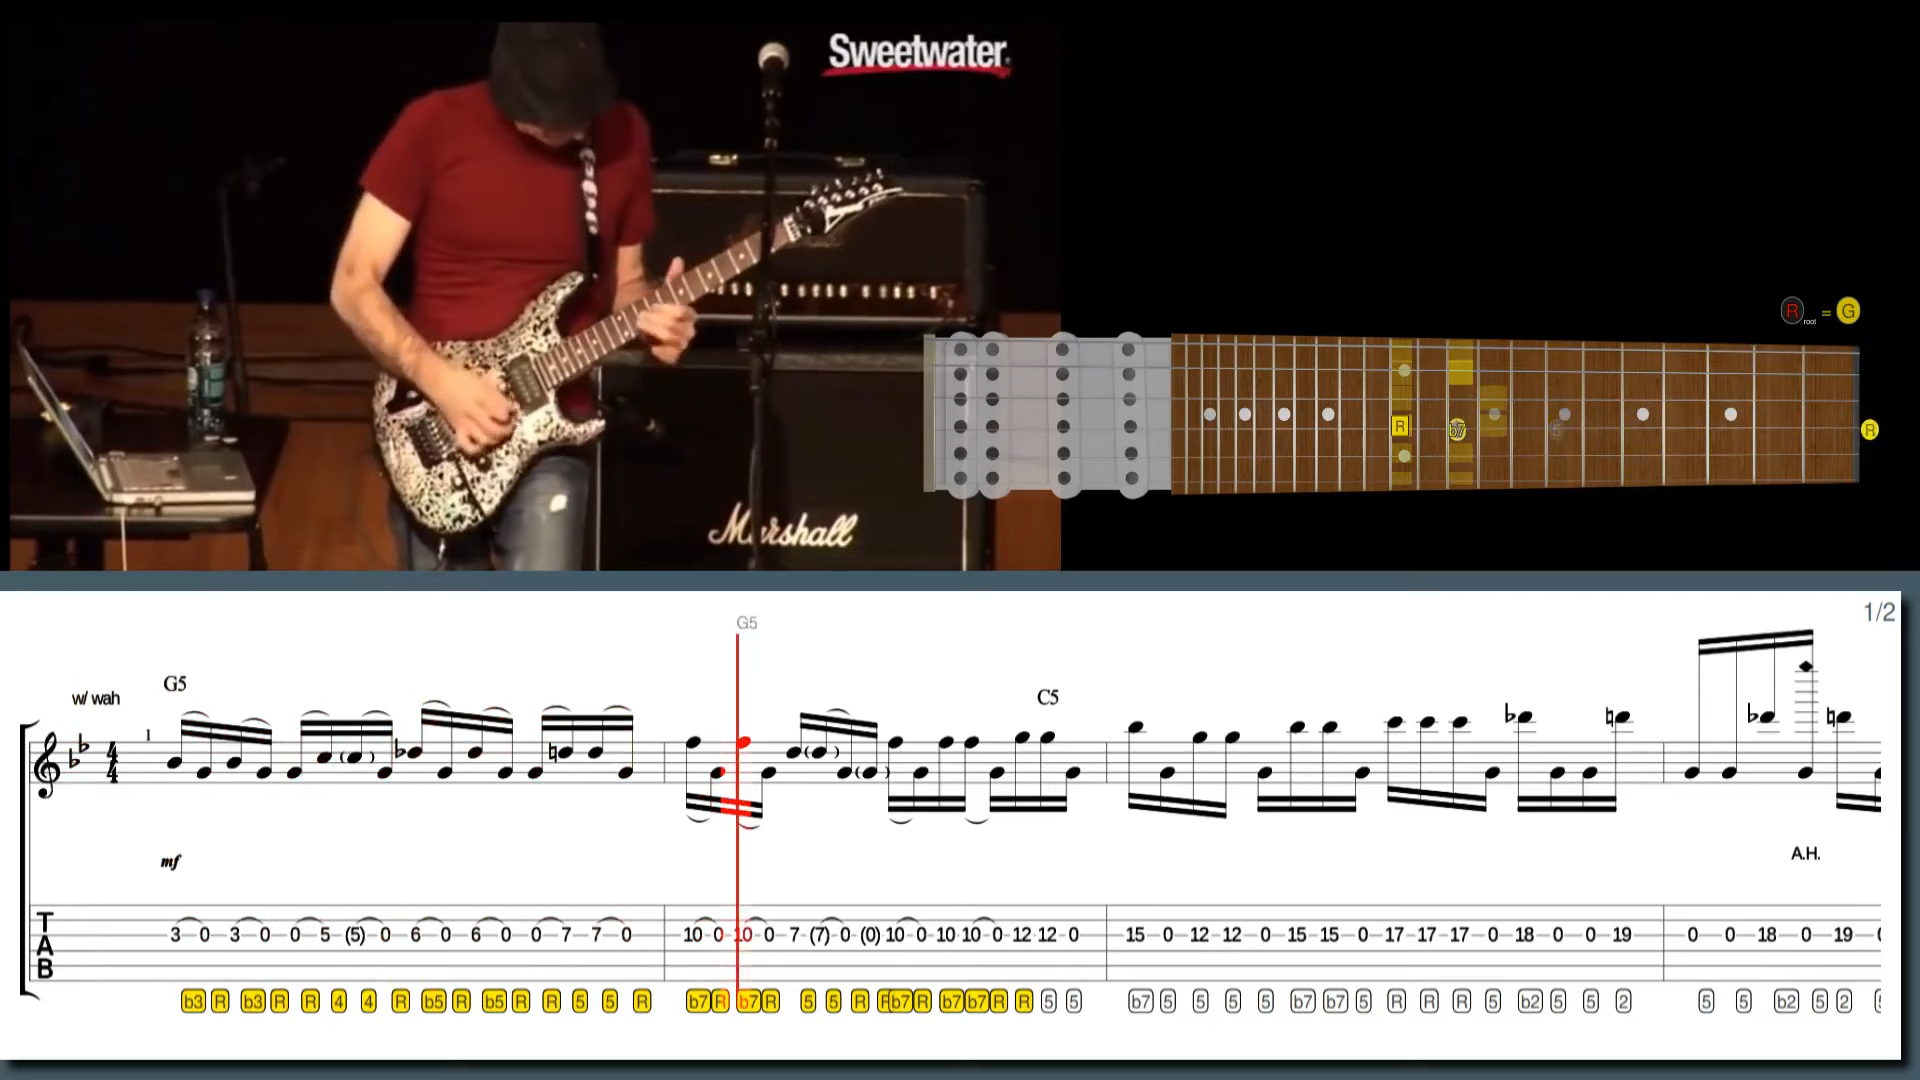 Sweetwater
R root = G
R b7 R
Marshall
1/2
G5
G5
w/ wah
C5
1
4
4
mf
A.H.
T 3 0 3 0 0 5 (5) 0 6 0 6 0 0 7 7 0 10 0 10 0 7 (7) 0 (0) 10 0 10 10 0 12 12 0 15 0 12 12 0 15 15 0 17 17 17 0 18 0 0 19 0 0 18 0 19
A
B
b3 R b3 R R 4 4 R b5 R b5 R R 5 5 R b7 R b7 R 5 5 R R b7 R b7 b7 R R 5 5 b7 5 5 5 5 b7 b7 5 R R R 5 b2 5 5 2 5 5 b2 5 2